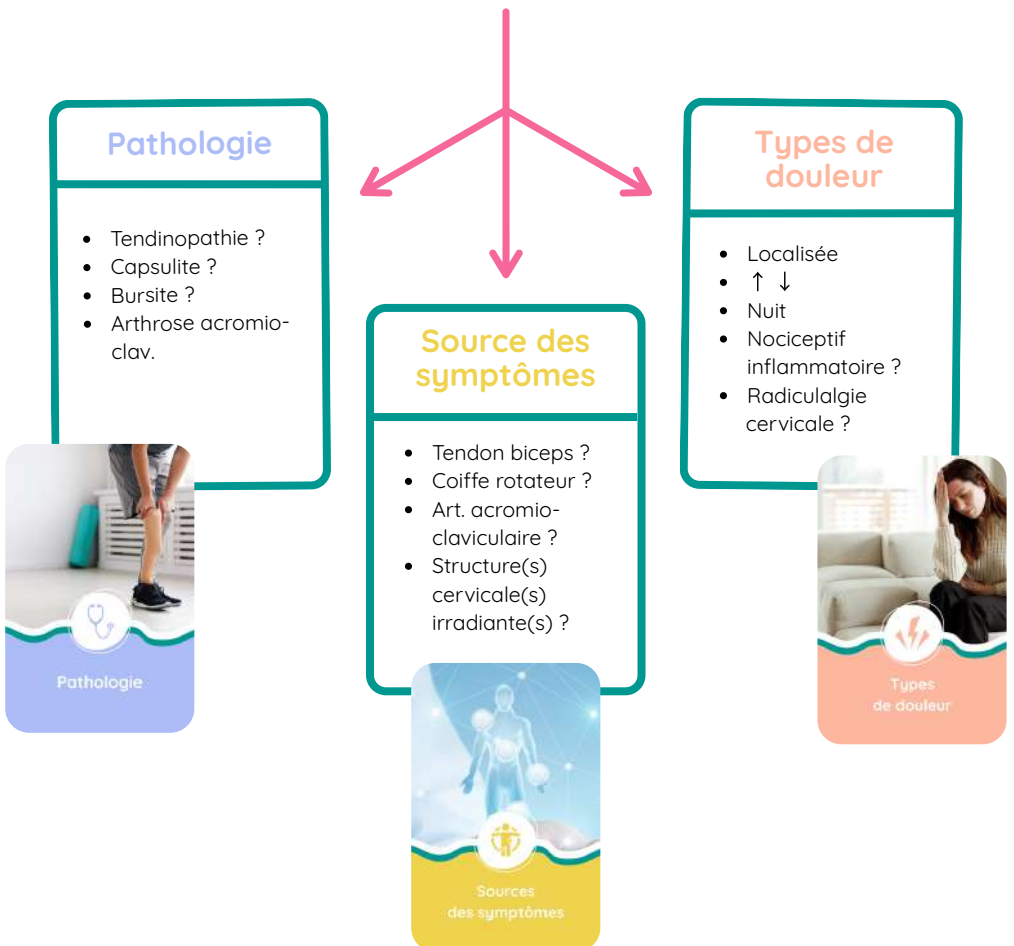 Pathologie
• Tendinopathie ?
• Capsulite ?
• Bursite ?
• Arthrose acromio-
clav.
Pathologie
Source des
symptômes
• Tendon biceps ?
• Coiffe rotateur ?
• Art. acromio-
claviculaire ?
• Structure(s)
cervicale(s)
irradiante(s) ?
Sources
des symptômes
Types de
douleur
• Localisée
• ↑ ↓
• Nuit
• Nociceptif
inflammatoire ?
• Radiculalgie
cervicale ?
Types
de douleur